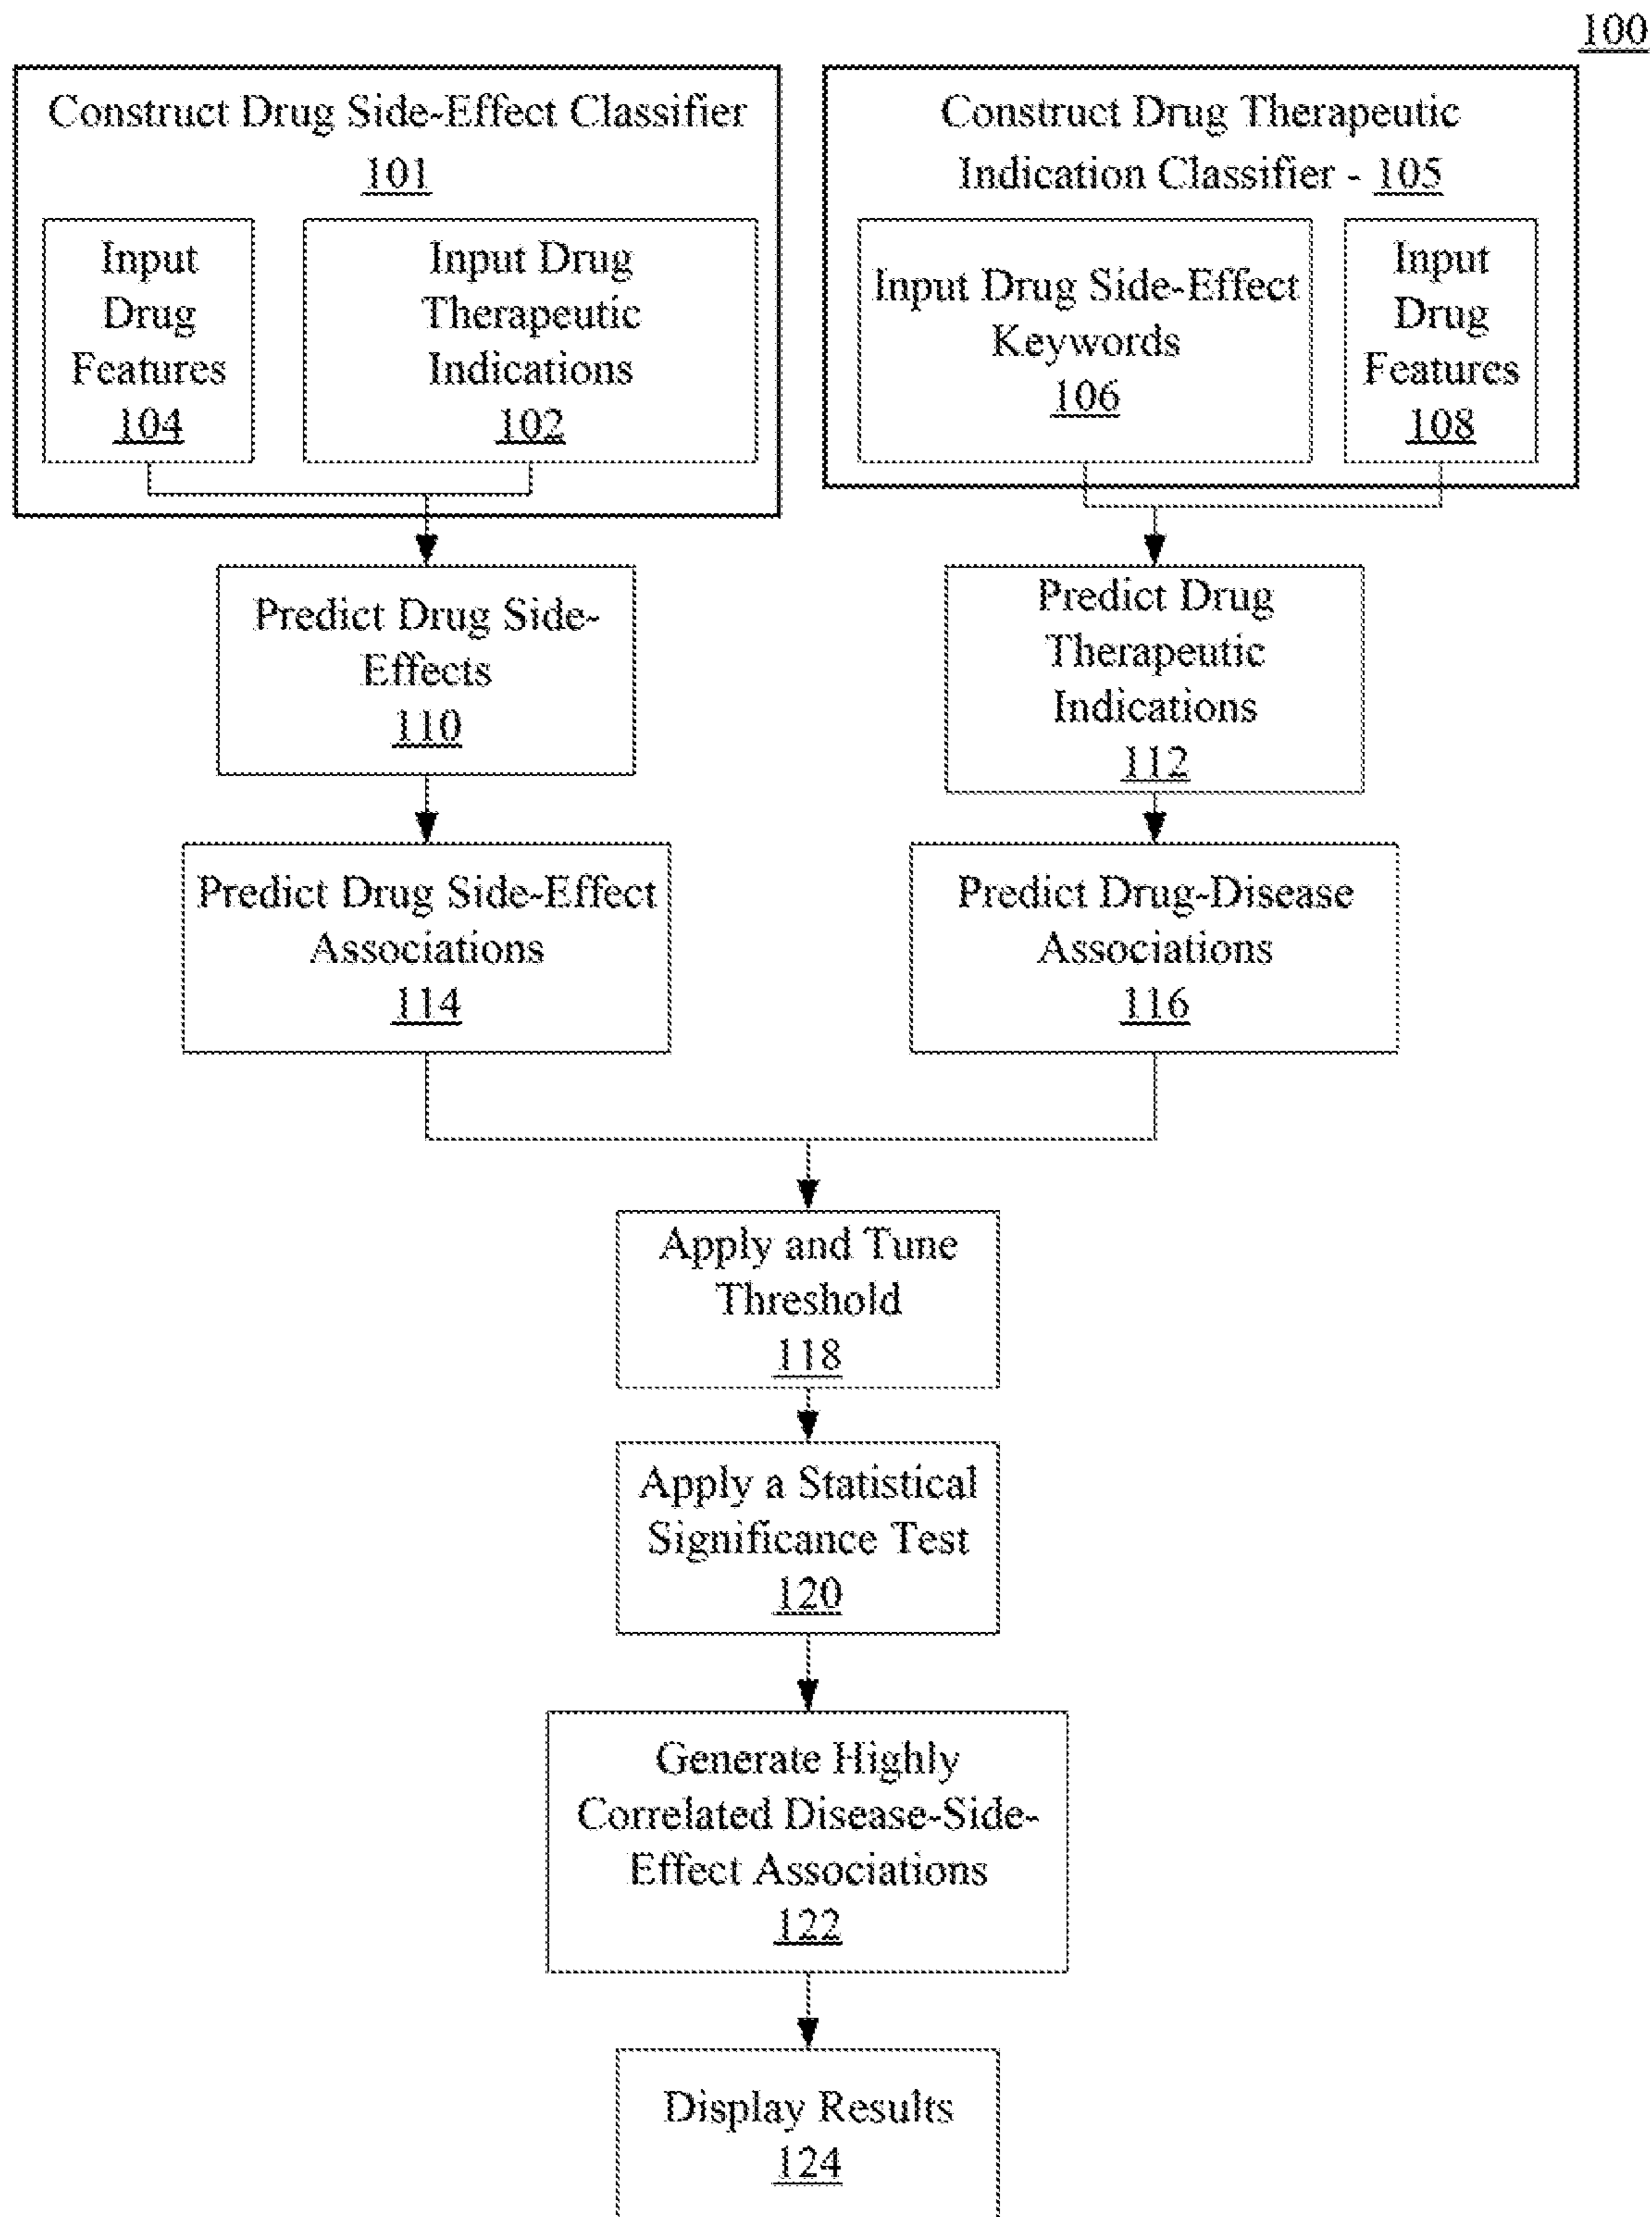 100
Construct Drug Side-Effect Classifier
101
Input
Drug
Features
104
Input Drug
Therapeutic
Indications
102
Construct Drug Therapeutic
Indication Classifier - 105
Input Drug Side-Effect
Keywords
106
Input
Drug
Features
108
Predict Drug Side-
Effects
110
Predict Drug
Therapeutic
Indications
112
Predict Drug Side-Effect
Associations
114
Predict Drug-Disease
Associations
116
Apply and Tune
Threshold
118
Apply a Statistical
Significance Test
120
Generate Highly
Correlated Disease-Side-
Effect Associations
122
Display Results
124